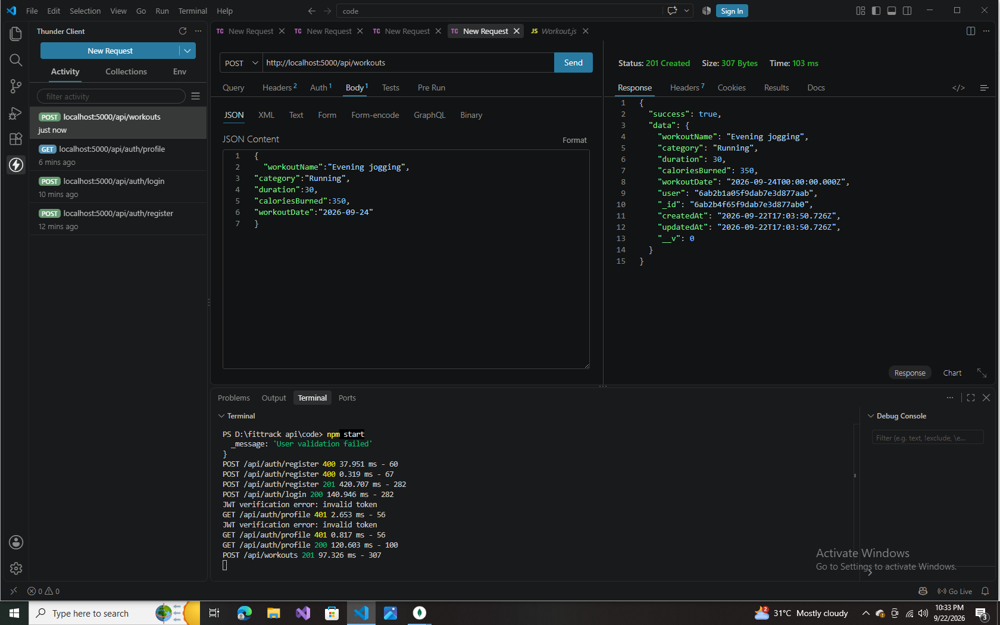 File Edit Selection View Go Run Terminal Help
code
Sign In
Thunder Client
New Request
Activity Collections Env
filter activity
POST localhost:5000/api/workouts
just now
GET localhost:5000/api/auth/profile
6 mins ago
POST localhost:5000/api/auth/login
10 mins ago
POST localhost:5000/api/auth/register
12 mins ago
TC New Request TC New Request TC New Request TC New Request JS Workout.js
POST http://localhost:5000/api/workouts Send
Query Headers 2 Auth 1 Body 1 Tests Pre Run
JSON XML Text Form Form-encode GraphQL Binary
JSON Content
Format
1 {
2 "workoutName":"Evening jogging",
3 "category":"Running",
4 "duration":30,
5 "caloriesBurned":350,
6 "workoutDate":"2026-09-24"
7 }
Status: 201 Created Size: 307 Bytes Time: 103 ms
Response Headers 7 Cookies Results Docs
1 {
2 "success": true,
3 "data": {
4 "workoutName": "Evening jogging",
5 "category": "Running",
6 "duration": 30,
7 "caloriesBurned": 350,
8 "workoutDate": "2026-09-24T00:00:00.000Z",
9 "user": "6ab2b1a05f9dab7e3d877aab",
10 "_id": "6ab2b4f65f9dab7e3d877ab0",
11 "createdAt": "2026-09-22T17:03:50.726Z",
12 "updatedAt": "2026-09-22T17:03:50.726Z",
13 "__v": 0
14 }
15 }
Response Chart
Problems Output Terminal Ports
Terminal
PS D:\fittrack api\code> npm start
_message: 'User validation failed'
}
POST /api/auth/register 400 37.951 ms - 60
POST /api/auth/register 400 0.319 ms - 67
POST /api/auth/register 201 420.707 ms - 282
POST /api/auth/login 200 140.946 ms - 282
JWT verification error: invalid token
GET /api/auth/profile 401 2.653 ms - 56
JWT verification error: invalid token
GET /api/auth/profile 401 0.817 ms - 56
GET /api/auth/profile 200 120.603 ms - 100
POST /api/workouts 201 97.326 ms - 307
Debug Console
Filter (e.g. text, !exclude, \e...
Activate Windows
Go to Settings to activate Windows.
0 0
Go Live
Type here to search
2
31°C Mostly cloudy
10:33 PM
9/22/2026
3